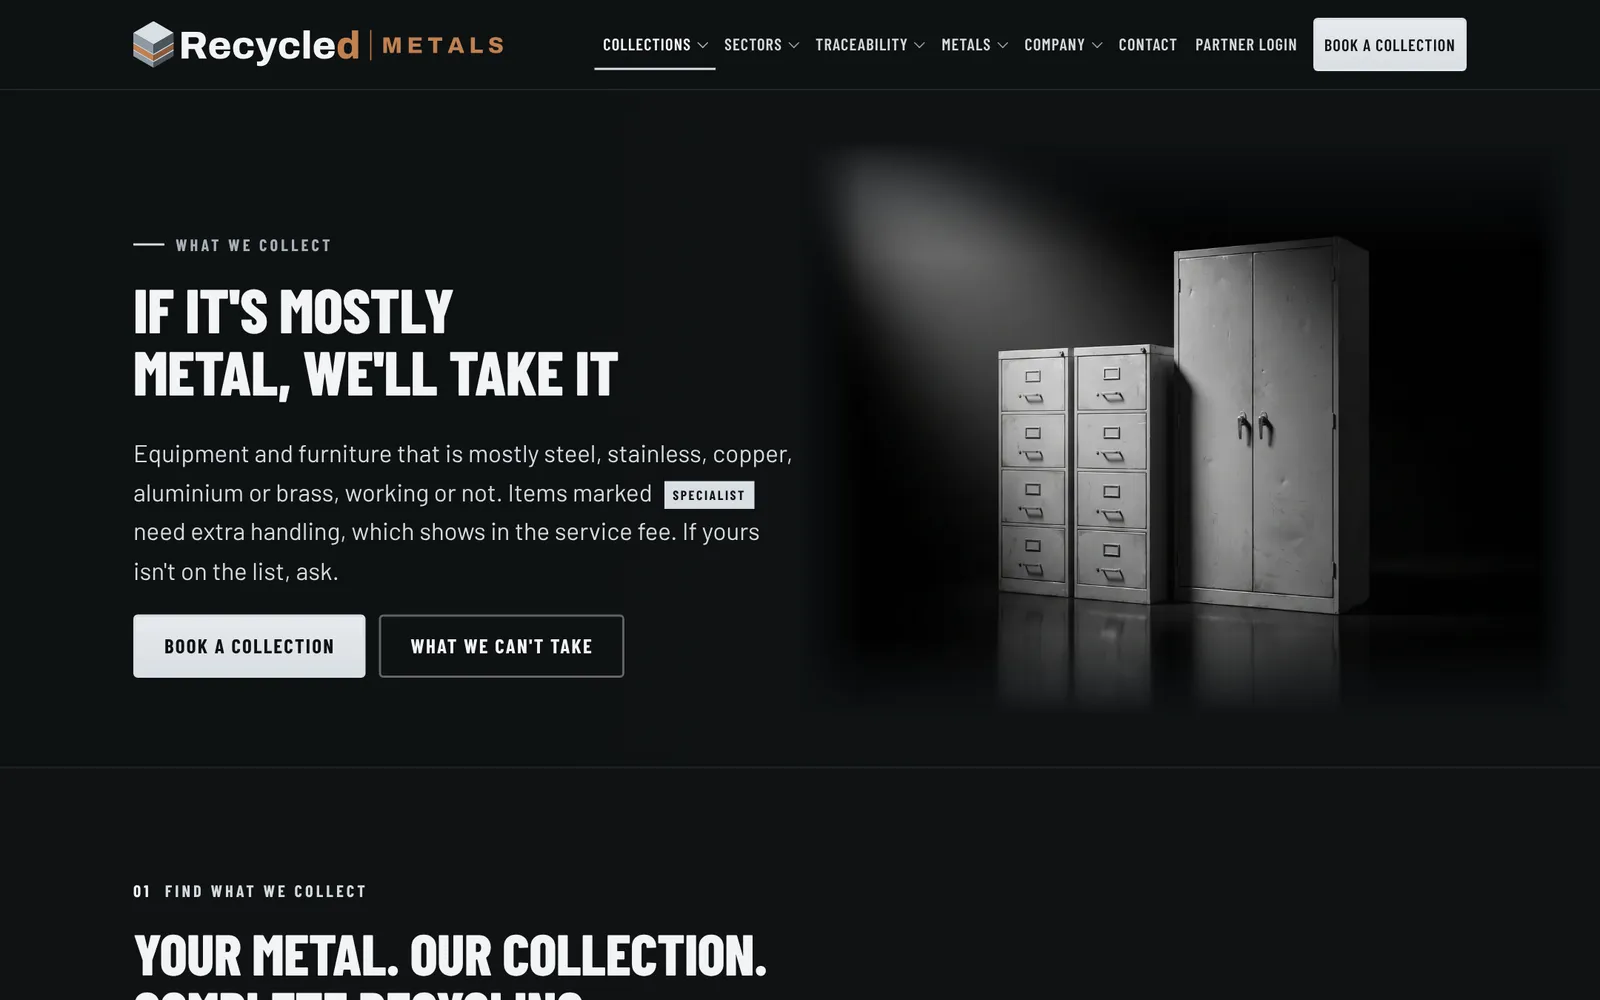 Recycled METALS
COLLECTIONS SECTORS TRACEABILITY METALS COMPANY CONTACT PARTNER LOGIN BOOK A COLLECTION
WHAT WE COLLECT
IF IT'S MOSTLY
METAL, WE'LL TAKE IT
Equipment and furniture that is mostly steel, stainless, copper,
aluminium or brass, working or not. Items marked SPECIALIST
need extra handling, which shows in the service fee. If yours
isn't on the list, ask.
BOOK A COLLECTION WHAT WE CAN'T TAKE
01 FIND WHAT WE COLLECT
YOUR METAL. OUR COLLECTION.
COMPLETE RECYCLING.